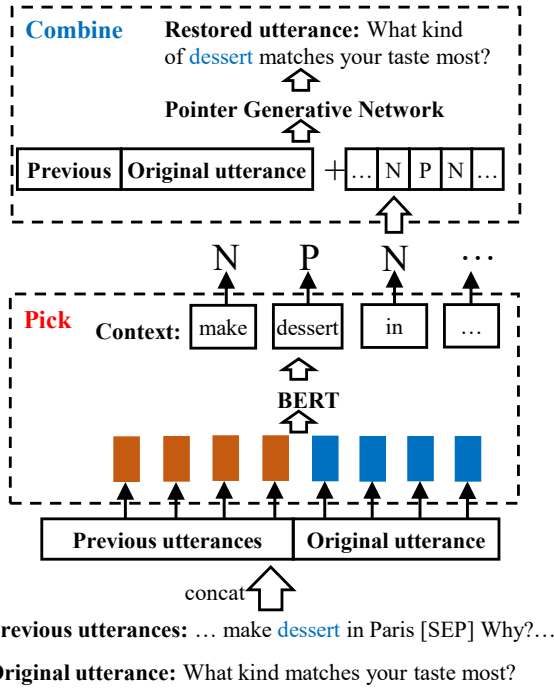 Combine
Restored utterance: What kind
of dessert matches your taste most?
Pointer Generative Network
Previous Original utterance + … N P N …
N P N …
Pick
Context: make dessert in …
BERT
Previous utterances Original utterance
concat
revious utterances: … make dessert in Paris [SEP] Why?…
Original utterance: What kind matches your taste most?